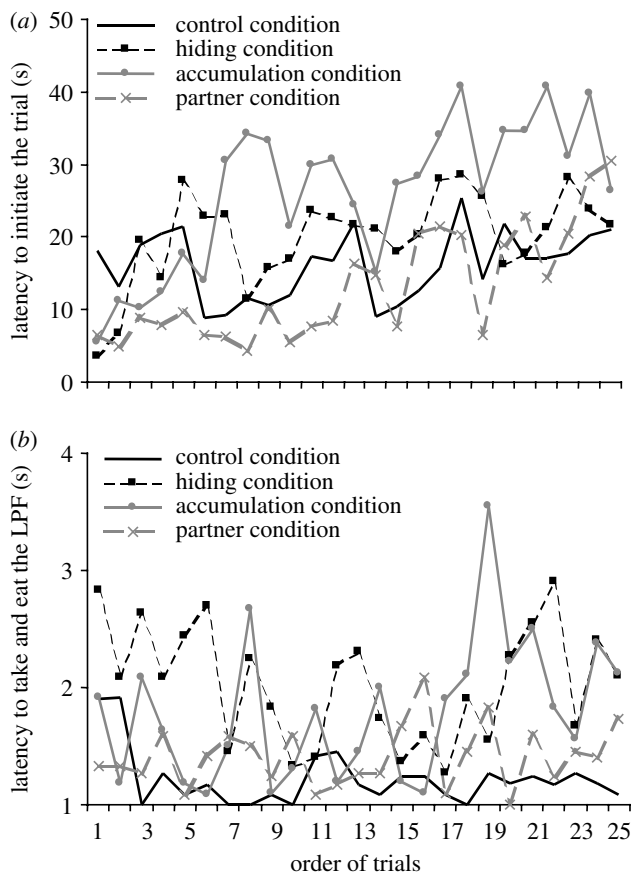 (a)
50
40
30
20
10
0
latency to initiate the trial (s)
control condition
hiding condition
accumulation condition
partner condition
(b)
4
3
2
1
latency to take and eat the LPF (s)
control condition
hiding condition
accumulation condition
partner condition
1 3 5 7 9 11 13 15 17 19 21 23 25
order of trials